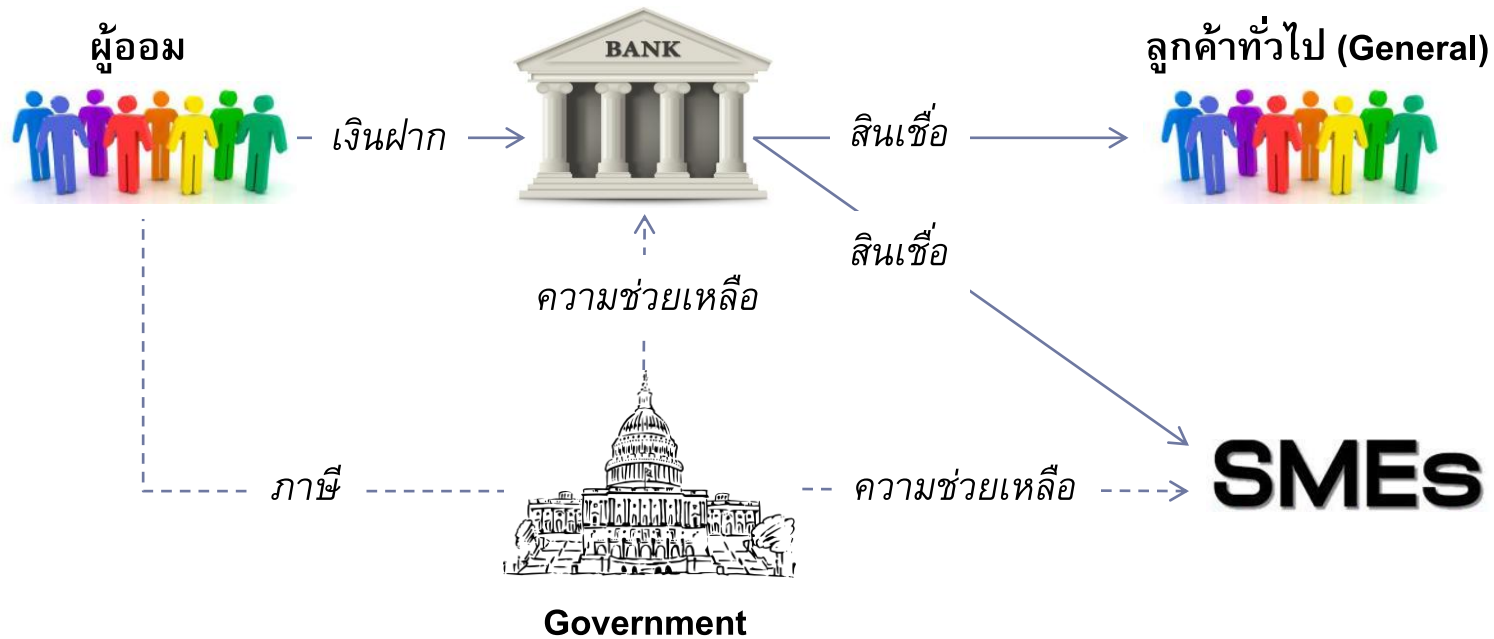 ผู้ออม
BANK
ลูกค้าทั่วไป (General)
เงินฝาก
สินเชื่อ
สินเชื่อ
ความช่วยเหลือ
ภาษี
ความช่วยเหลือ
SMEs
Government